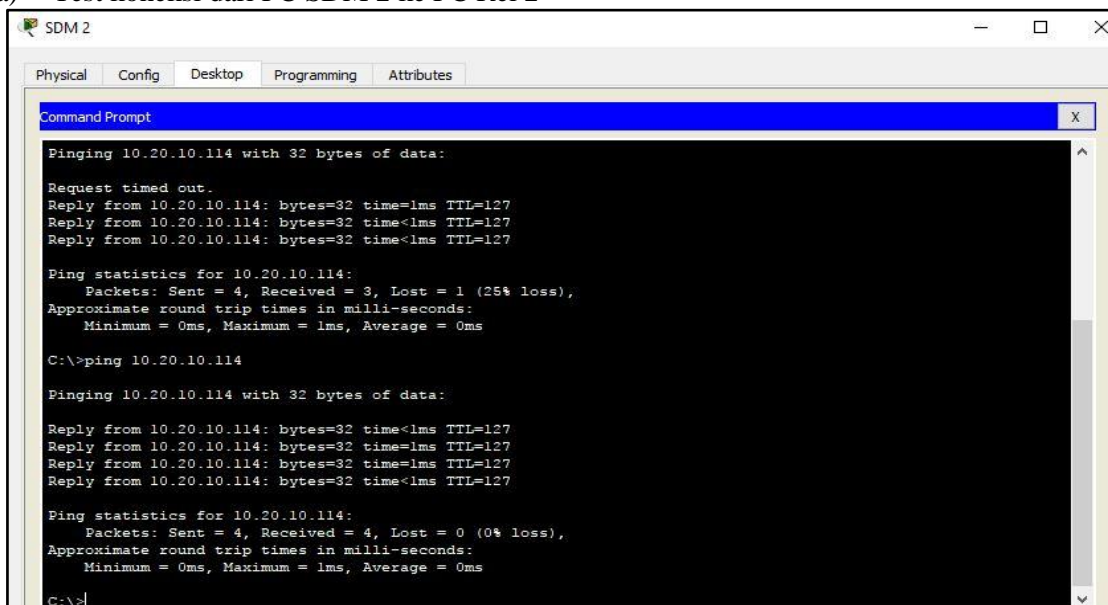 SDM 2
Physical Config Desktop Programming Attributes
Command Prompt
X
Pinging 10.20.10.114 with 32 bytes of data:
Request timed out.
Reply from 10.20.10.114: bytes=32 time=1ms TTL=127
Reply from 10.20.10.114: bytes=32 time<1ms TTL=127
Reply from 10.20.10.114: bytes=32 time<1ms TTL=127
Ping statistics for 10.20.10.114:
Packets: Sent = 4, Received = 3, Lost = 1 (25% loss),
Approximate round trip times in milli-seconds:
Minimum = 0ms, Maximum = 1ms, Average = 0ms
C:\>ping 10.20.10.114
Pinging 10.20.10.114 with 32 bytes of data:
Reply from 10.20.10.114: bytes=32 time<1ms TTL=127
Reply from 10.20.10.114: bytes=32 time=1ms TTL=127
Reply from 10.20.10.114: bytes=32 time=1ms TTL=127
Reply from 10.20.10.114: bytes=32 time<1ms TTL=127
Ping statistics for 10.20.10.114:
Packets: Sent = 4, Received = 4, Lost = 0 (0% loss),
Approximate round trip times in milli-seconds:
Minimum = 0ms, Maximum = 1ms, Average = 0ms
C:\>